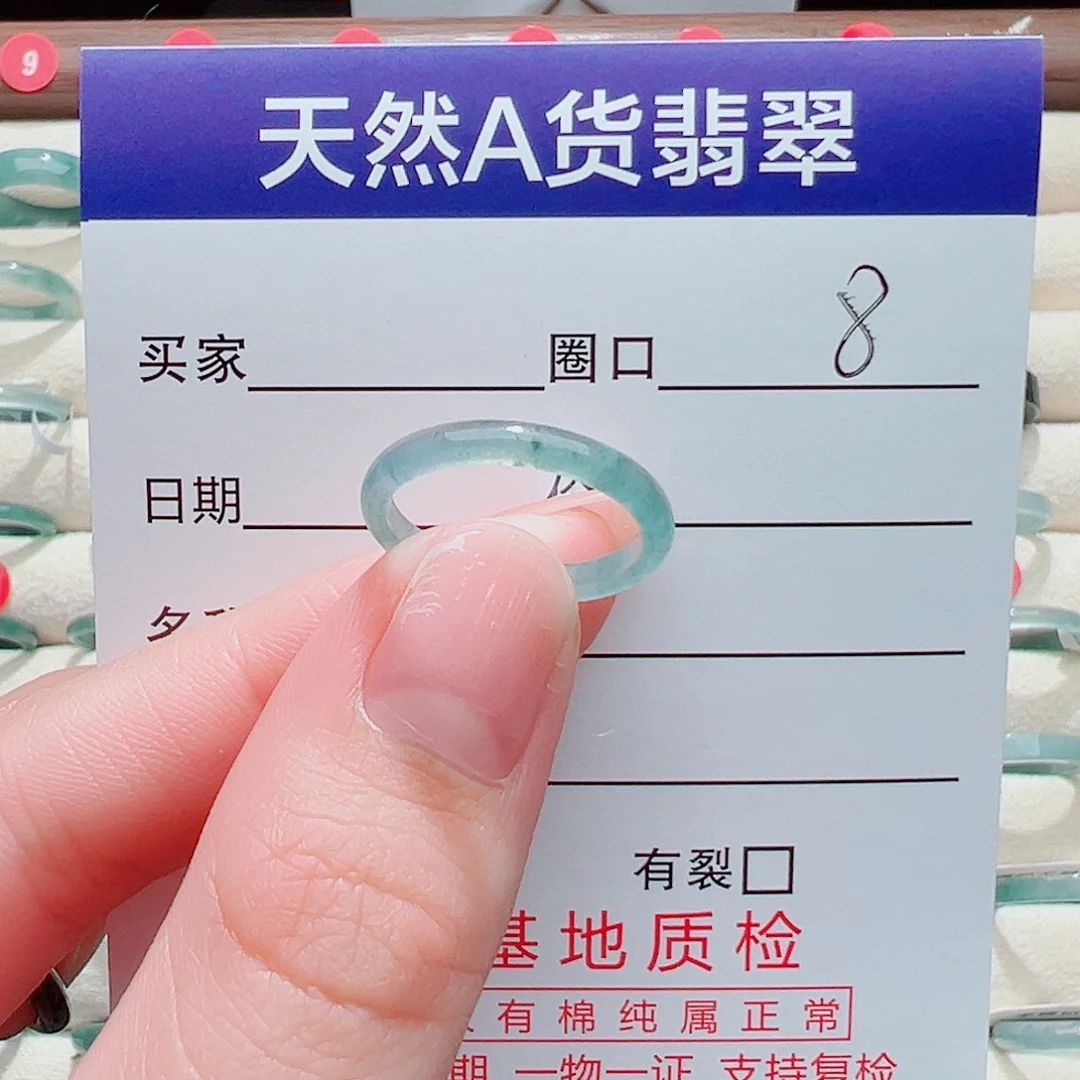 9
天然A货翡翠
买家 圈口 8
日期
有裂□
基地质检
有棉纯属正常
期 一物一证 支持复检